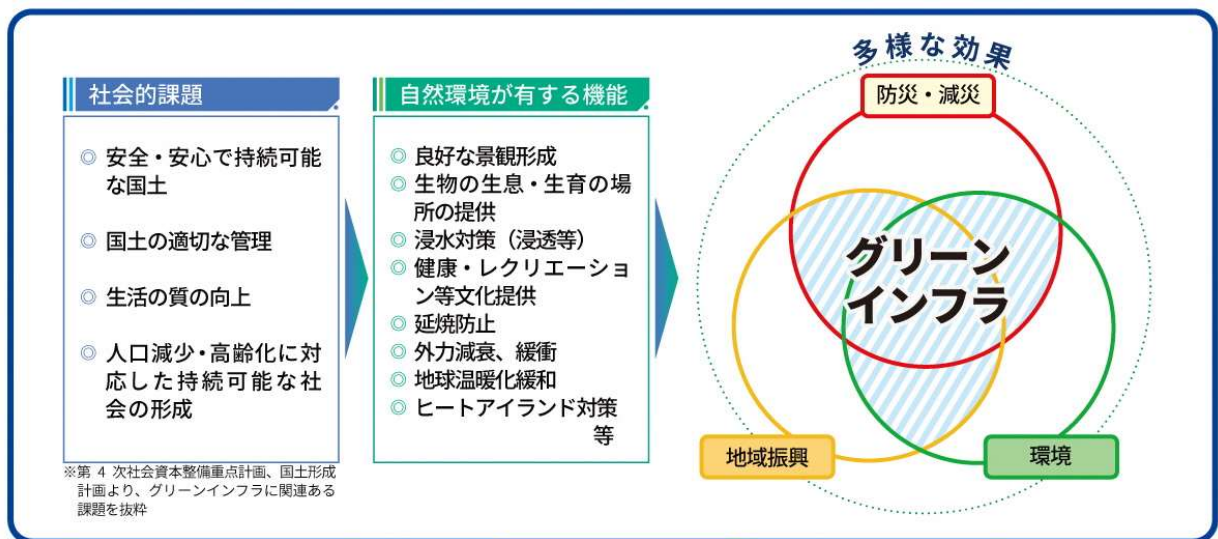 社会的課題
◎ 安全・安心で持続可能
な国土
◎ 国土の適切な管理
◎ 生活の質の向上
◎ 人口減少・高齢化に対
応した持続可能な社
会の形成
※第 4 次社会資本整備重点計画、国土形成
計画より、グリーンインフラに関連ある
課題を抜粋
自然環境が有する機能
◎ 良好な景観形成
◎ 生物の生息・生育の場
所の提供
◎ 浸水対策（浸透等）
◎ 健康・レクリエーショ
ン等文化提供
◎ 延焼防止
◎ 外力減衰、緩衝
◎ 地球温暖化緩和
◎ ヒートアイランド対策
等
多様な効果
防災・減災
グリーン
インフラ
地域振興
環境